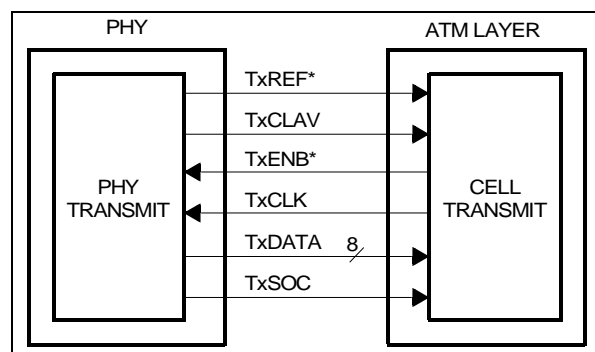 PHY
ATM LAYER
TxREF*
TxCLAV
TxENB*
TxCLK
TxDATA 8
TxSOC
PHY
TRANSMIT
CELL
TRANSMIT